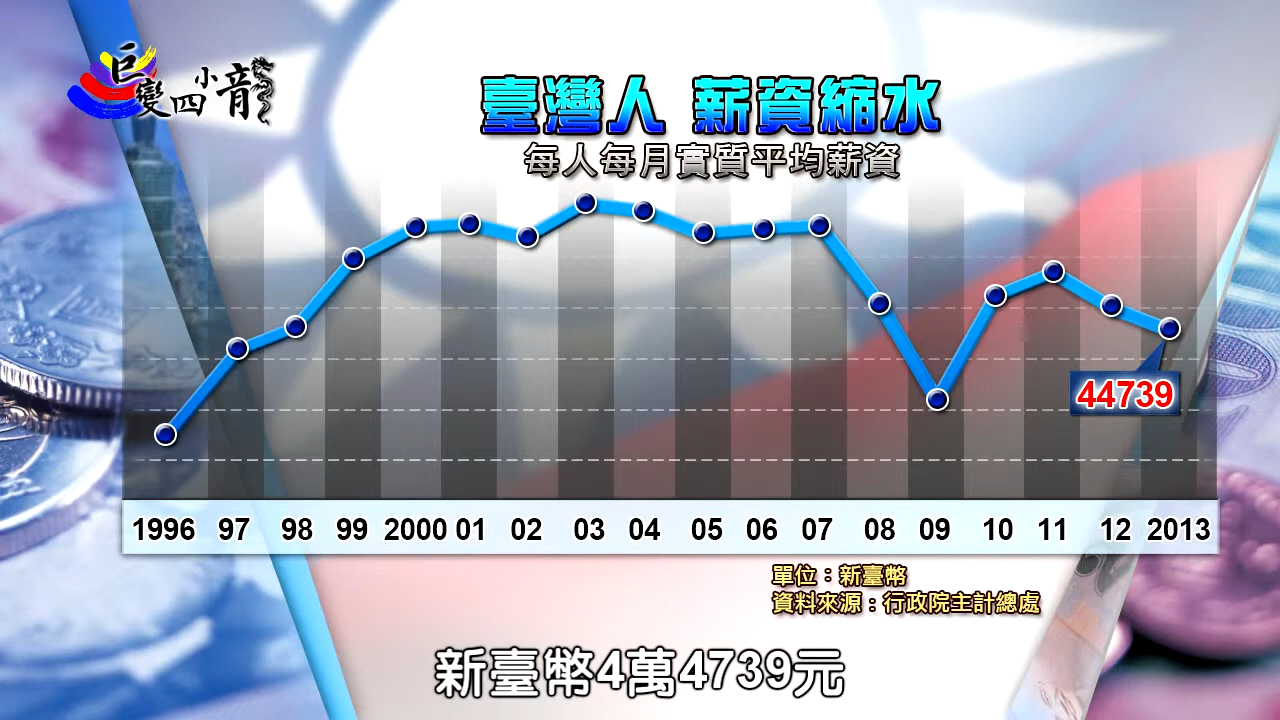 巨變四小龍
臺灣人 薪資縮水
每人每月實質平均薪資
44739
1996 97 98 99 2000 01 02 03 04 05 06 07 08 09 10 11 12 2013
單位：新臺幣
資料來源：行政院主計總處
新臺幣4萬4739元